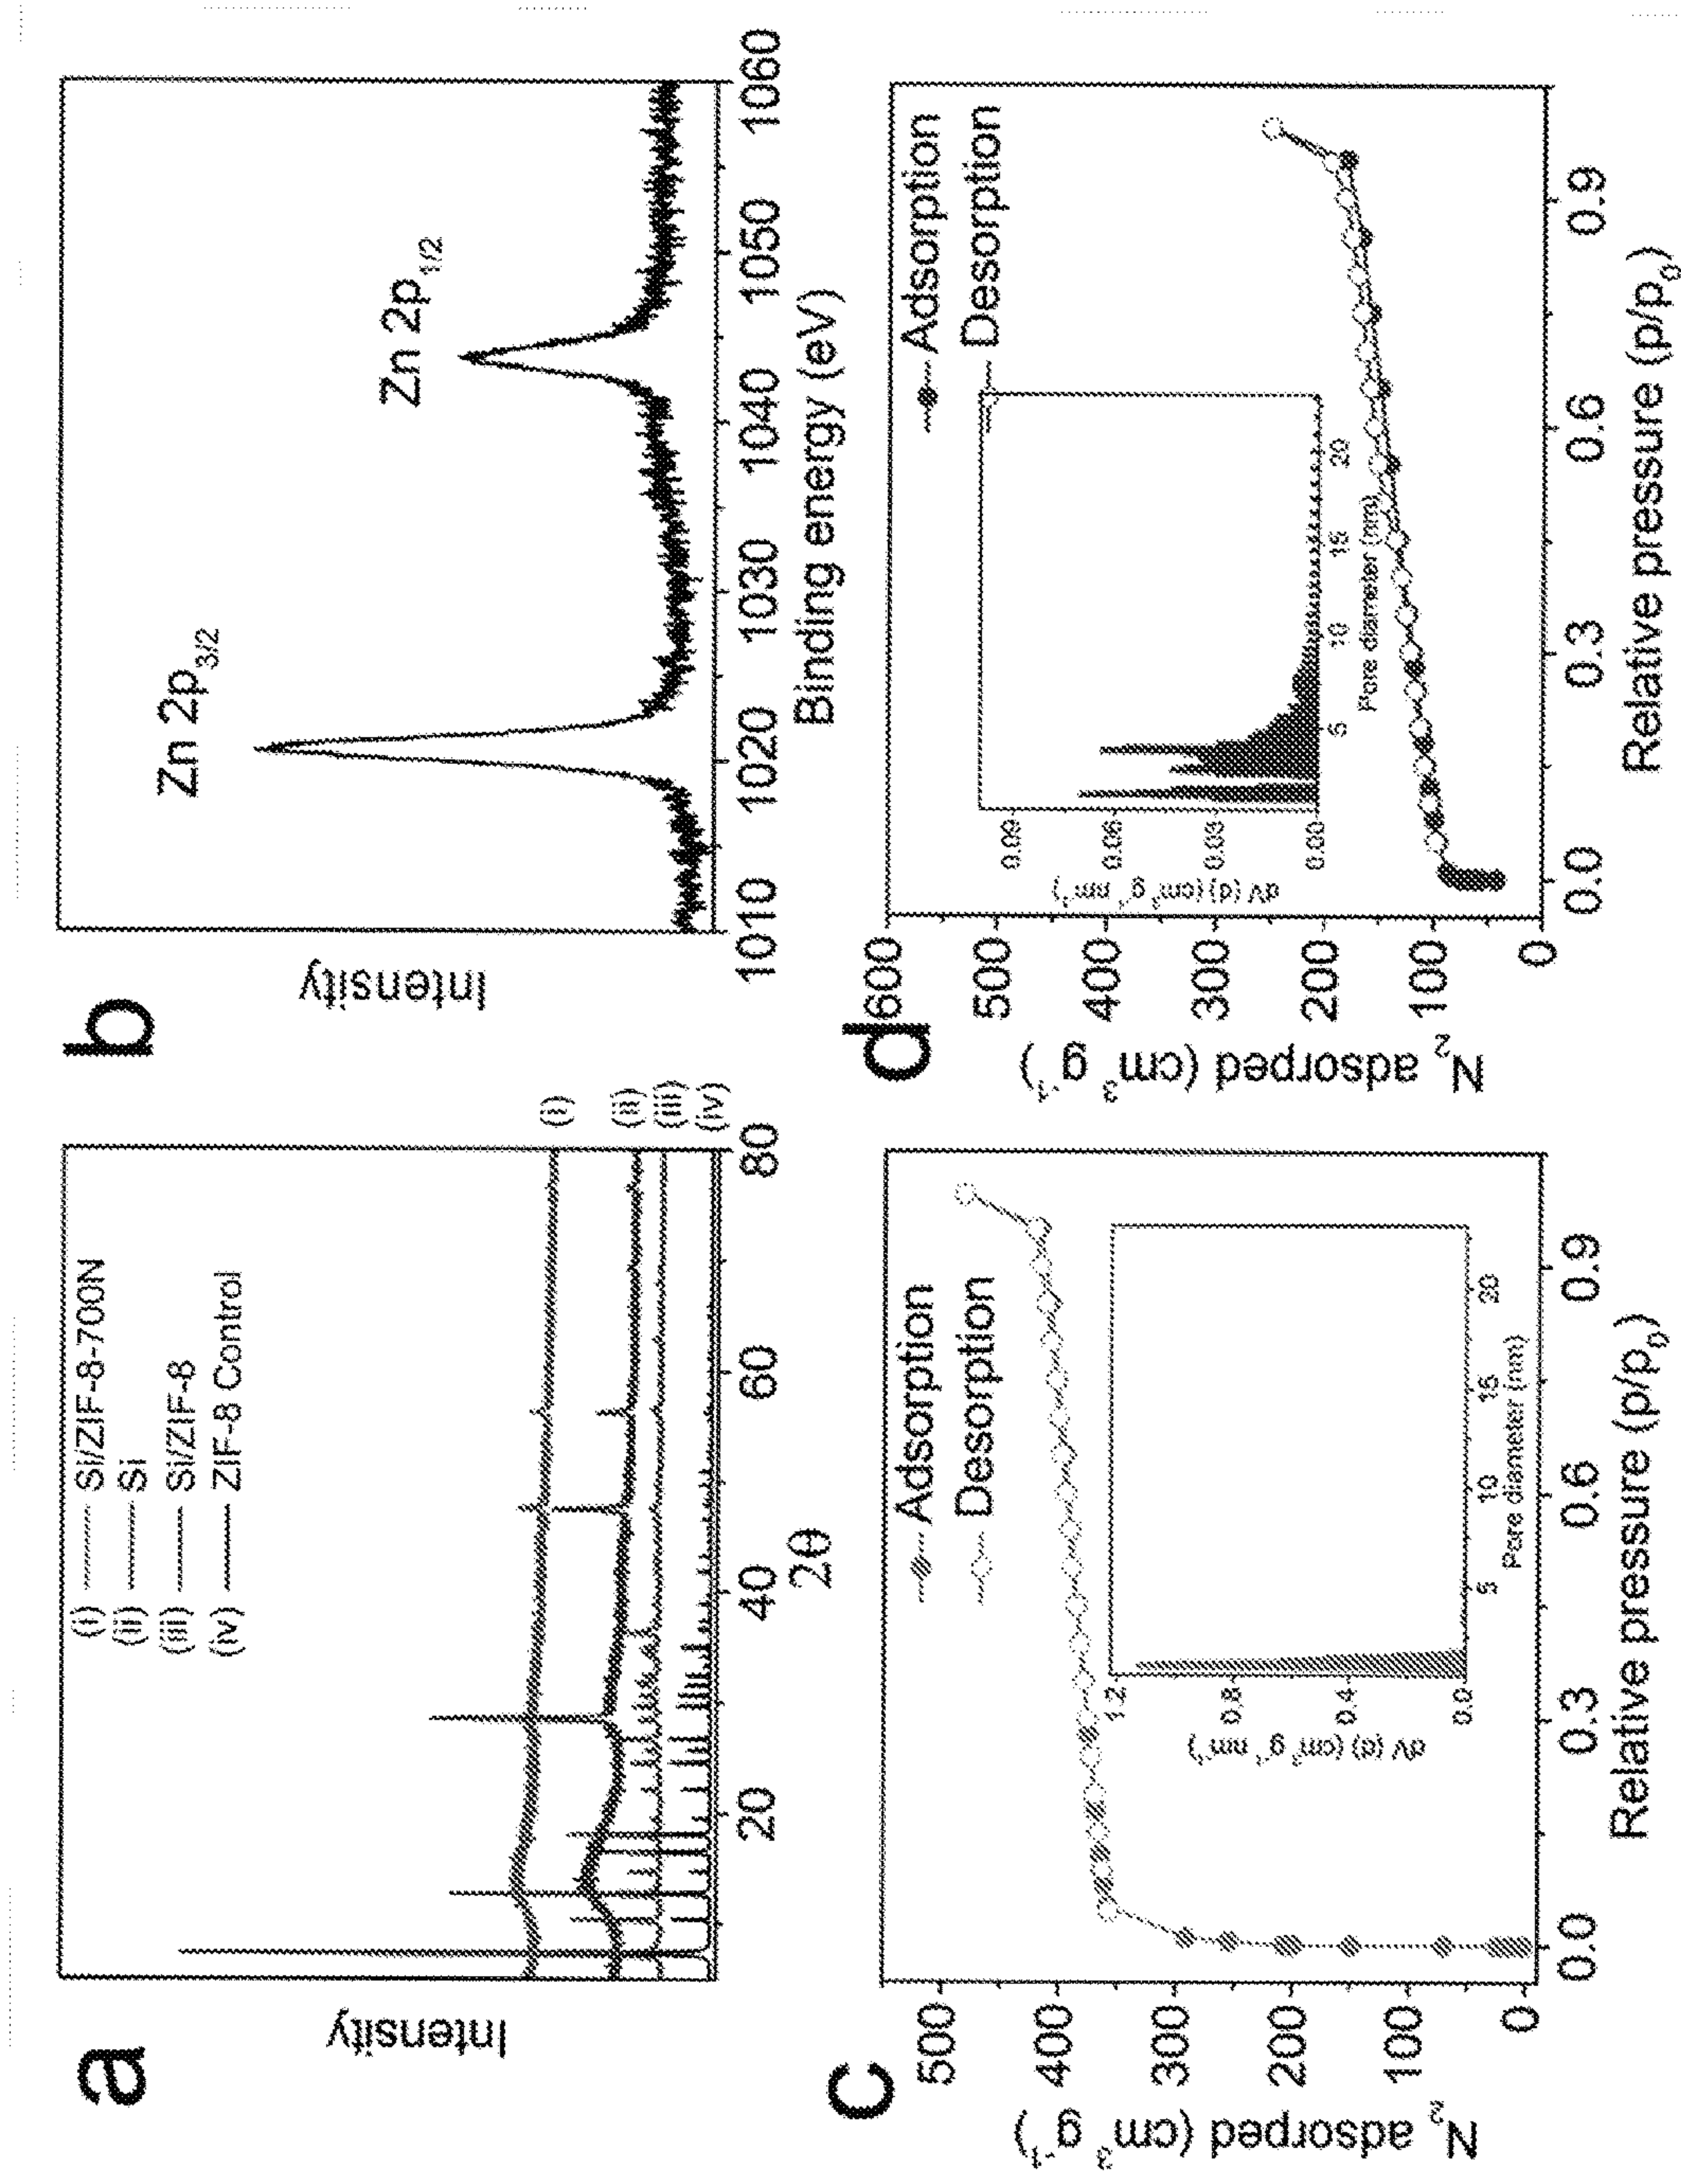 a
Intensity
(i) Si/ZIF-8-700N
(ii) Si
(iii) Si/ZIF-8
(iv) ZIF-8 Control
(i)
(ii)
(iii)
(iv)
20 40 60 80
2θ
b
Intensity
Zn 2p3/2
Zn 2p1/2
1010 1020 1030 1040 1050 1060
Binding energy (eV)
c
N2 adsorped (cm3 g-1)
500
400
300
200
100
0
Adsorption
Desorption
dV (d) (cm3 g-1 nm-1)
1.2
0.8
0.4
0.0
5 10 15 20
Pore diameter (nm)
0.0 0.3 0.6 0.9
Relative pressure (p/p0)
d
N2 adsorped (cm3 g-1)
600
500
400
300
200
100
0
Adsorption
Desorption
dV (d) (cm3 g-1 nm-1)
0.09
0.06
0.03
0.00
5 10 15 20
Pore diameter (nm)
0.0 0.3 0.6 0.9
Relative pressure (p/p0)